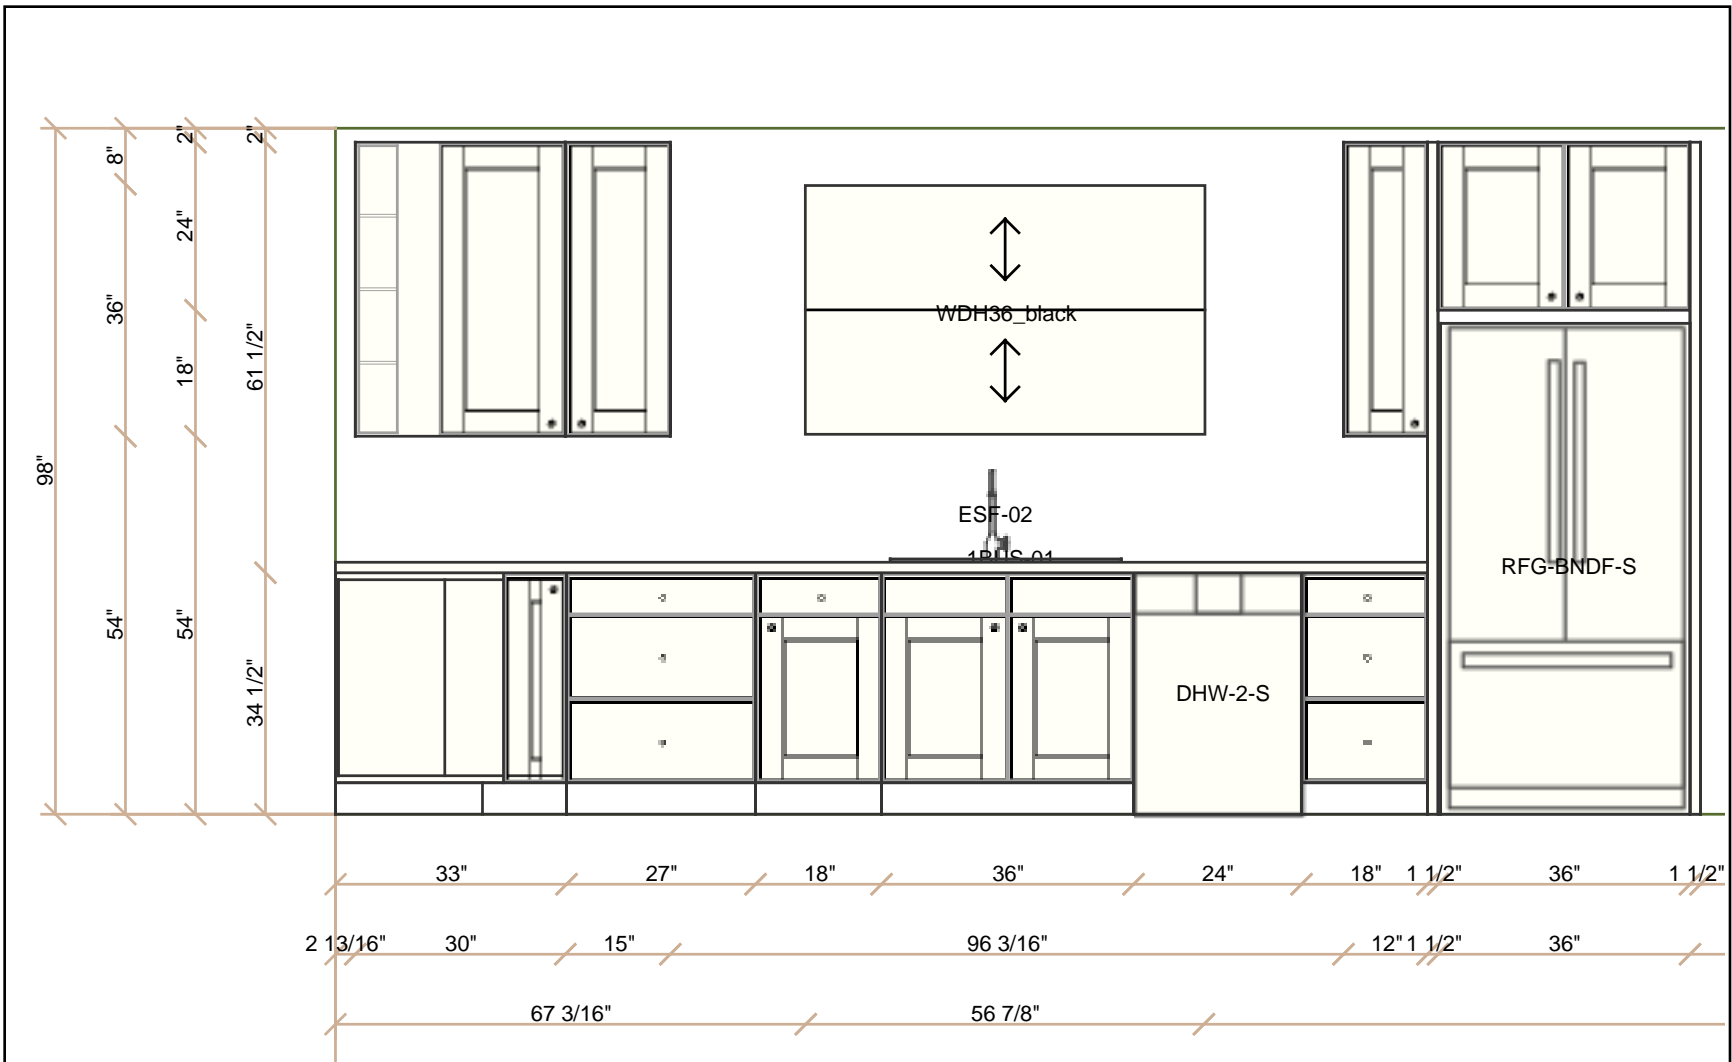 2"
2"
8"
24"
36"
18"
61 1/2"
98"
54"
54"
34 1/2"
WDH36_black
ESF-02
1BHS-01
RFG-BNDF-S
DHW-2-S
33" 27" 18" 36" 24" 18" 1 1/2" 36" 1 1/2"
2 13/16" 30" 15" 96 3/16" 12" 1 1/2" 36"
67 3/16" 56 7/8"